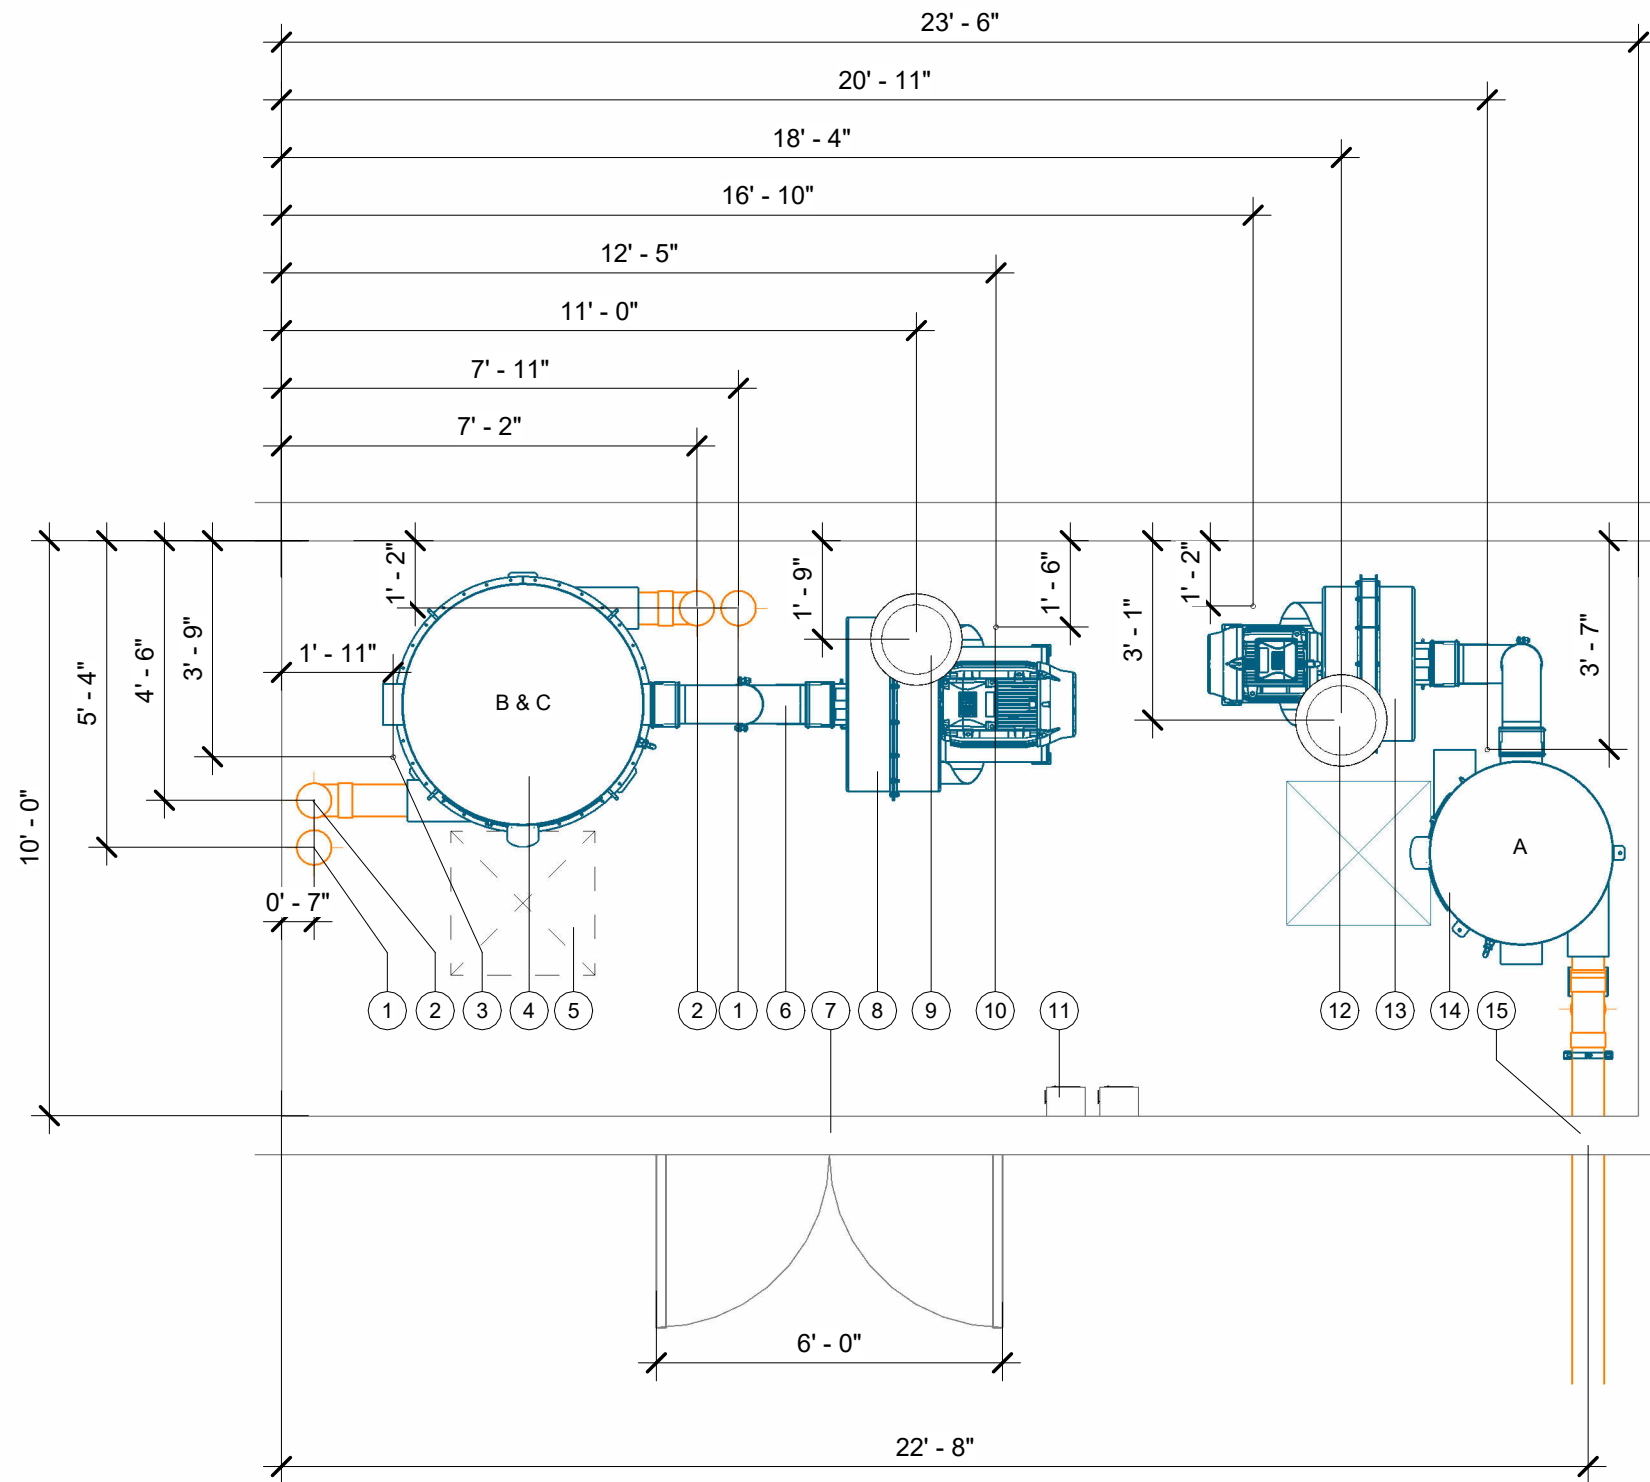 23' - 6"
20' - 11"
18' - 4"
16' - 10"
12' - 5"
11' - 0"
7' - 11"
7' - 2"
10' - 0"
5' - 4"
4' - 6"
3' - 9"
1' - 11"
1' - 2"
1' - 9"
1' - 6"
3' - 1"
1' - 2"
3' - 7"
B & C
A
0' - 7"
1
2
3
4
5
2
1
6
7
8
9
10
11
12
13
14
15
6' - 0"
22' - 8"